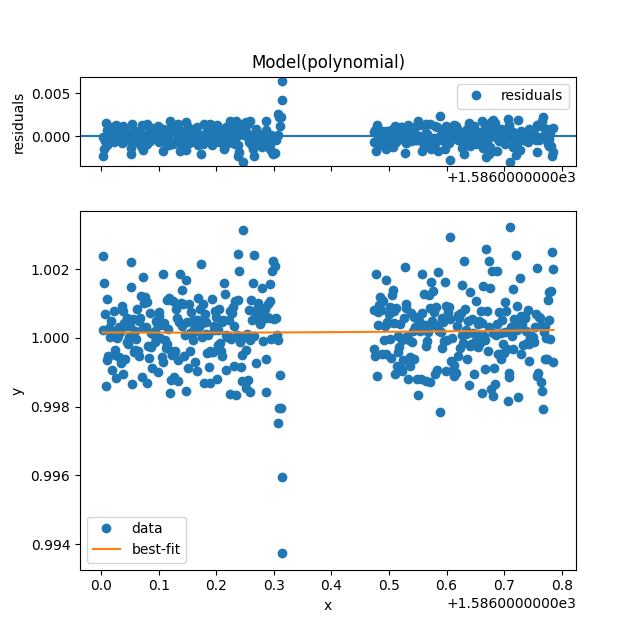 Model(polynomial)
residuals
0.005
0.000
residuals
+1.5860000000e3
y
1.002
1.000
0.998
0.996
0.994
data
best-fit
0.0 0.1 0.2 0.3 0.4 0.5 0.6 0.7 0.8
x
+1.5860000000e3